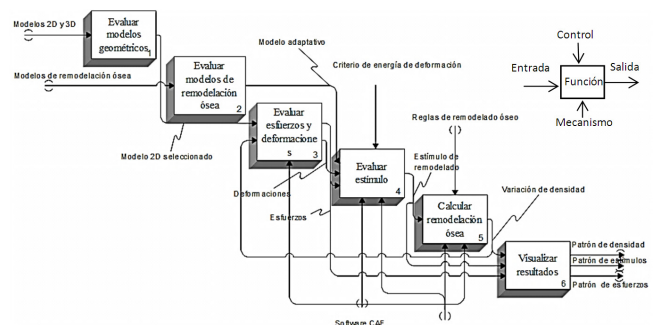 Modelos 2D y 3D
Evaluar
modelos
geométricos
1
Modelos de remodelación ósea
Evaluar
modelos de
remodelación
ósea
2
Modelo 2D seleccionado
Modelo adaptativo
Evaluar
esfuerzos y
deformacione
s
3
Deformaciones
Esfuerzos
Criterio de energía de deformación
Evaluar
estímulo
4
Reglas de remodelado óseo
Estímulo de
remodelado
Calcular
remodelación
ósea
5
Variación de densidad
Visualizar
resultados
6
Patrón de densidad
Patrón de estímulos
Patrón de esfuerzos
Software CAE
Control
Entrada
Función
Salida
Mecanismo